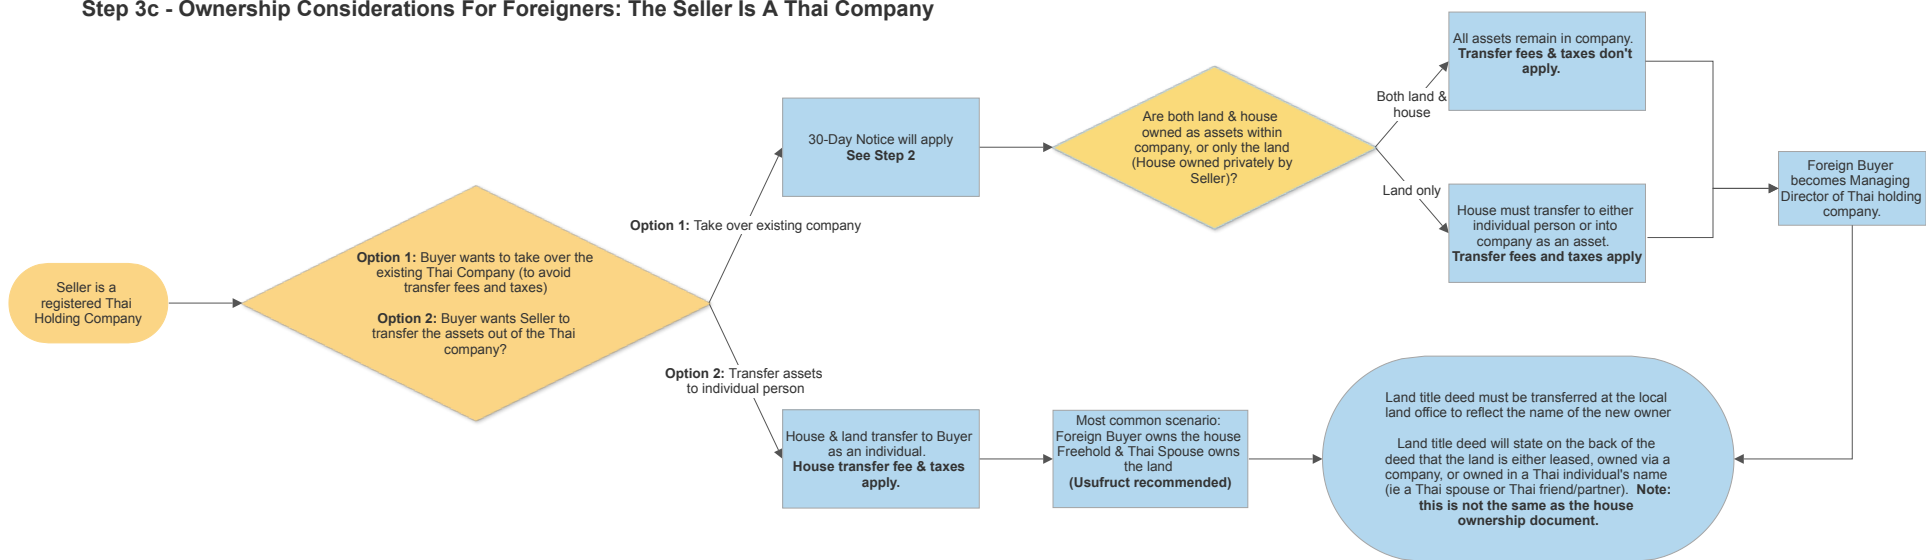 Step 3c - Ownership Considerations For Foreigners: The Seller Is A Thai Company
Seller is a
registered Thai
Holding Company
Option 1: Buyer wants to take over the
existing Thai Company (to avoid
transfer fees and taxes)
Option 2: Buyer wants Seller to
transfer the assets out of the Thai
company?
Option 1: Take over existing company
30-Day Notice will apply
See Step 2
Are both land & house
owned as assets within
company, or only the land
(House owned privately by
Seller)?
Both land &
house
All assets remain in company.
Transfer fees & taxes don't
apply.
Land only
House must transfer to either
individual person or into
company as an asset.
Transfer fees and taxes apply
Foreign Buyer
becomes Managing
Director of Thai holding
company.
Option 2: Transfer assets
to individual person
House & land transfer to Buyer
as an individual.
House transfer fee & taxes
apply.
Most common scenario:
Foreign Buyer owns the house
Freehold & Thai Spouse owns
the land
(Usufruct recommended)
Land title deed must be transferred at the local
land office to reflect the name of the new owner
Land title deed will state on the back of the
deed that the land is either leased, owned via a
company, or owned in a Thai individual's name
(ie a Thai spouse or Thai friend/partner). Note:
this is not the same as the house
ownership document.